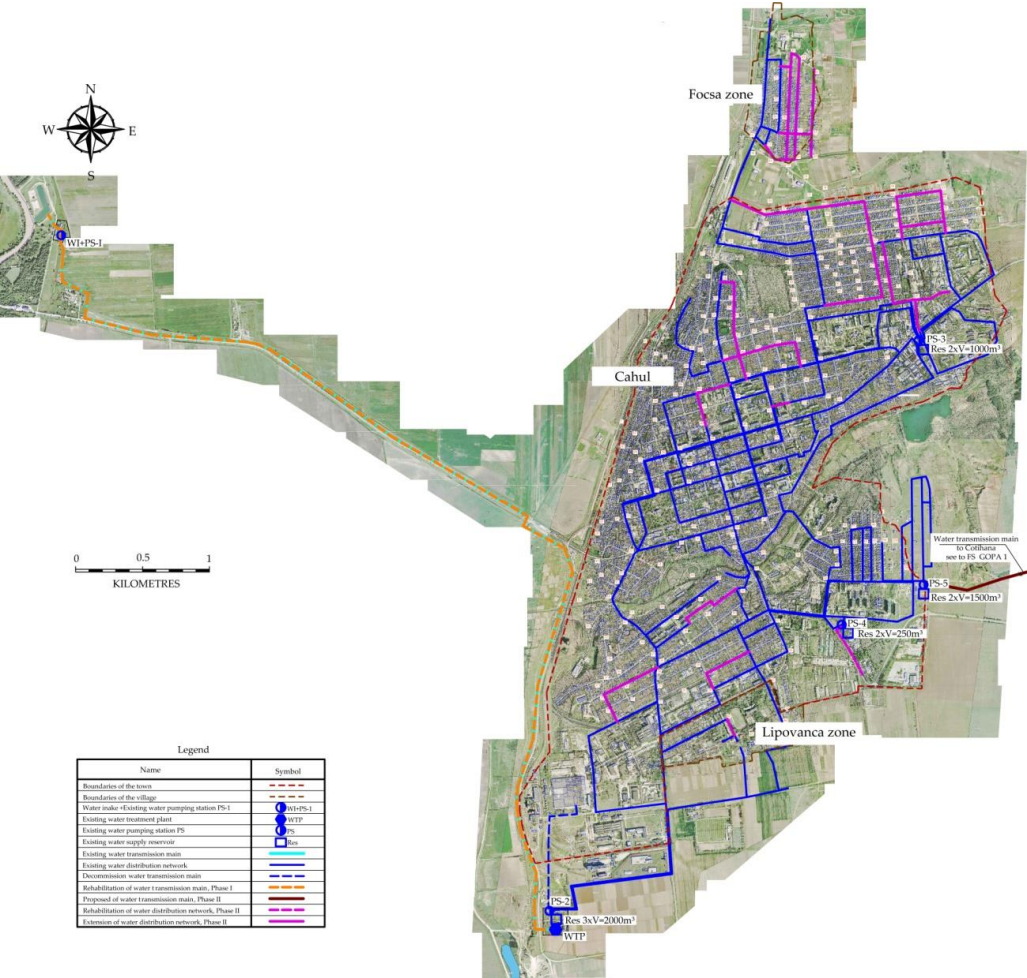 Focsa zone
N
W
E
S
WI+PS-1
PS-3
Res 2xV=1000m³
Cahul
Water transmission main
to Cotihana
see to FS GOPA 1
0 0.5 1
KILOMETRES
PS-5
Res 2xV=1500m³
PS-4
Res 2xV=250m³
Lipovanca zone
Legend
Name Symbol
Boundaries of the town
Boundaries of the village
Water inake +Existing water pumping station PS-1 WI+PS-1
Existing water treatment plant WTP
Existing water pumping station PS PS
Existing water supply reservoir Res
Existing water transmission main
Existing water distribution network
Decommission water transmission main
Rehabilitation of water transmission main, Phase I
Proposed of water transmission main, Phase II
Rehabilitation of water distribution network, Phase II
Extension of water distribution network, Phase II
PS-2
Res 3xV=2000m³
WTP